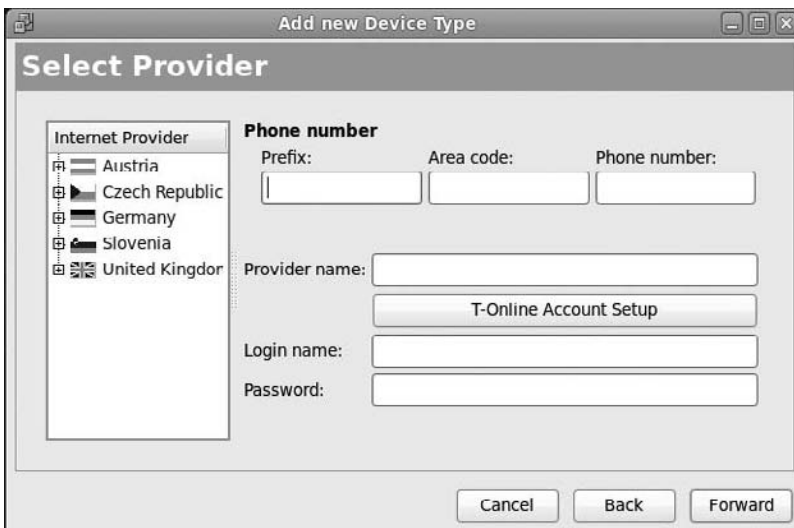 Add new Device Type
Select Provider
Internet Provider
Austria
Czech Republic
Germany
Slovenia
United Kingdor
Phone number
Prefix:
Area code:
Phone number:
Provider name:
T-Online Account Setup
Login name:
Password:
Cancel
Back
Forward